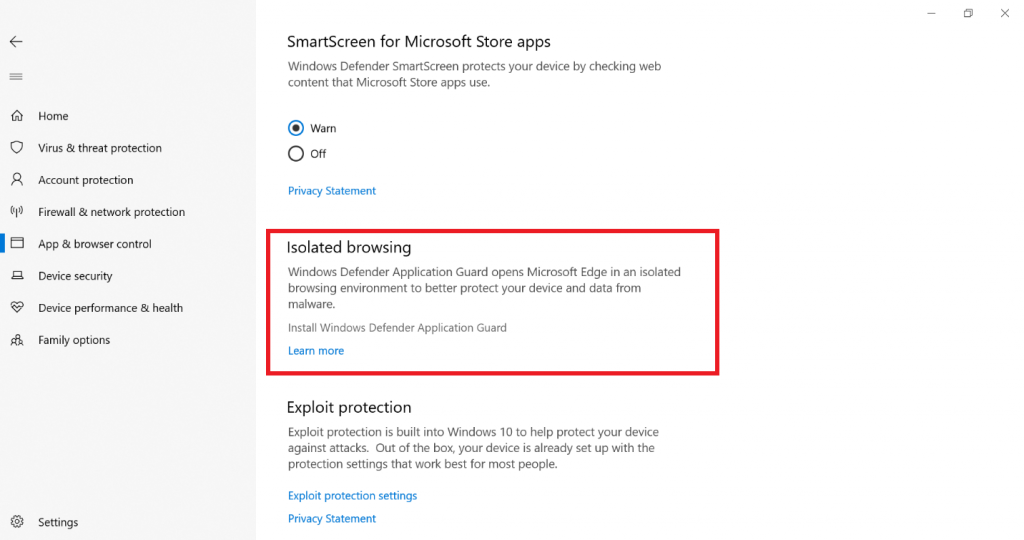 Home
Virus & threat protection
Account protection
Firewall & network protection
App & browser control
Device security
Device performance & health
Family options
Settings
SmartScreen for Microsoft Store apps
Windows Defender SmartScreen protects your device by checking web
content that Microsoft Store apps use.
Warn
Off
Privacy Statement
Isolated browsing
Windows Defender Application Guard opens Microsoft Edge in an isolated
browsing environment to better protect your device and data from
malware.
Install Windows Defender Application Guard
Learn more
Exploit protection
Exploit protection is built into Windows 10 to help protect your device
against attacks.  Out of the box, your device is already set up with the
protection settings that work best for most people.
Exploit protection settings
Privacy Statement